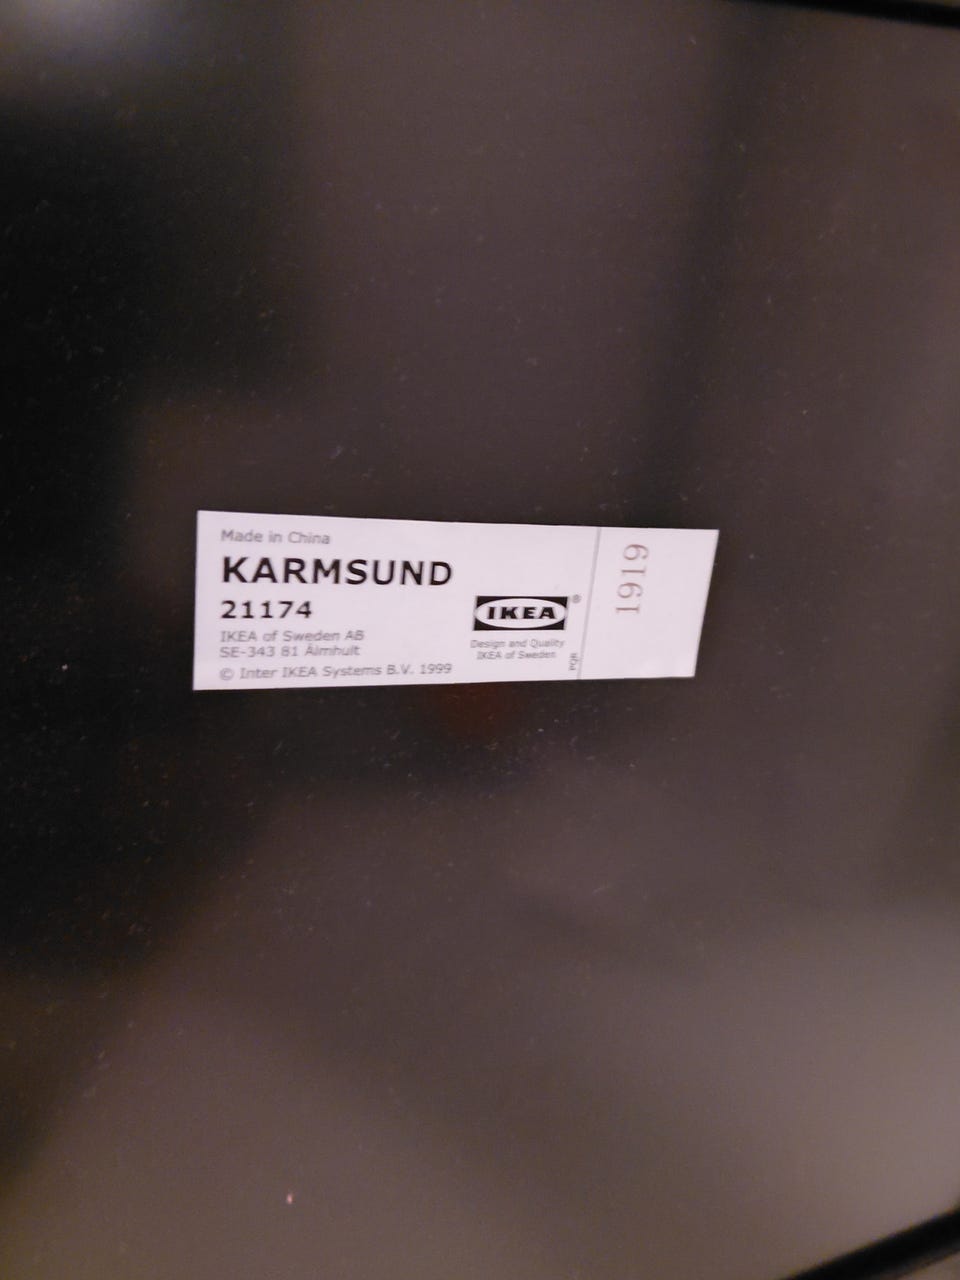 Made in China
KARMSUND
21174
IKEA of Sweden AB
SE-343 81 Älmhult
© Inter IKEA Systems B.V. 1999
IKEA®
Design and Quality
IKEA of Sweden
PQR
1919